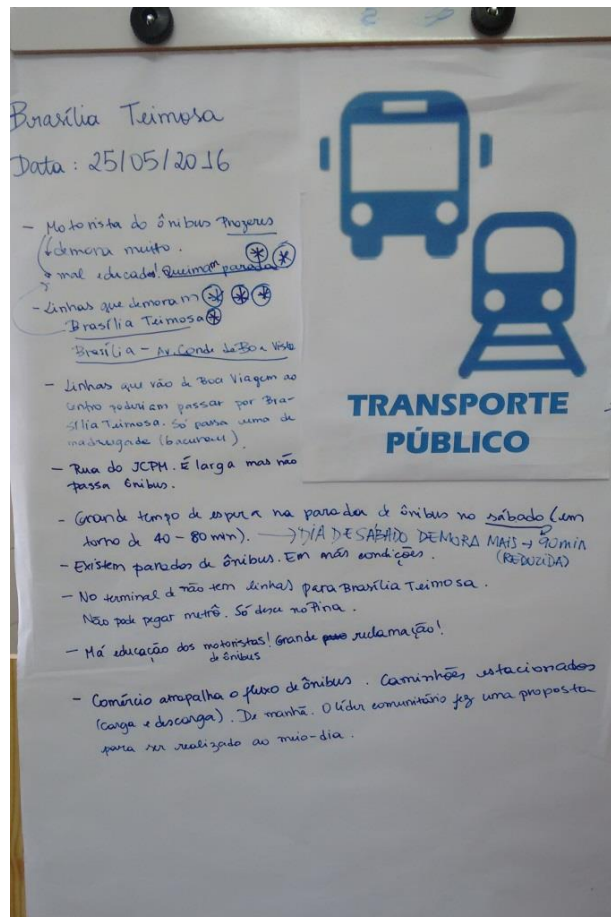 Brasília Teimosa
Data: 25/05/2016
TRANSPORTE
PÚBLICO
- Motorista do ônibus
demora muito.
mal educado! Queimam paradas
- Linhas que demoram
Brasília Teimosa
Brasília - Av. Conde da Boa Vista
- Linhas que vão de Boa Viagem ao
centro poderiam passar por Bra-
sília Teimosa. Só passa uma de
madrugada (bacurau).
- Rua do JCPM. É larga mas não
passa ônibus.
- Grande tempo de espera na parada de ônibus no sábado (em
torno de 40 - 80 min). → DIA DE SÁBADO DEMORA MAIS → 90 min
(REDUZIDA)
- Existem parados de ônibus. Em más condições.
- No terminal não tem linhas para Brasília Teimosa.
Não pode pegar metrô. Só desce no Pina.
- Má educação dos motoristas! Grande reclamação!
de ônibus
- Comércio atrapalha o fluxo de ônibus. Caminhões estacionados
(carga e descarga). De manhã. O líder comunitário fez uma proposta
para ser realizado ao meio-dia.